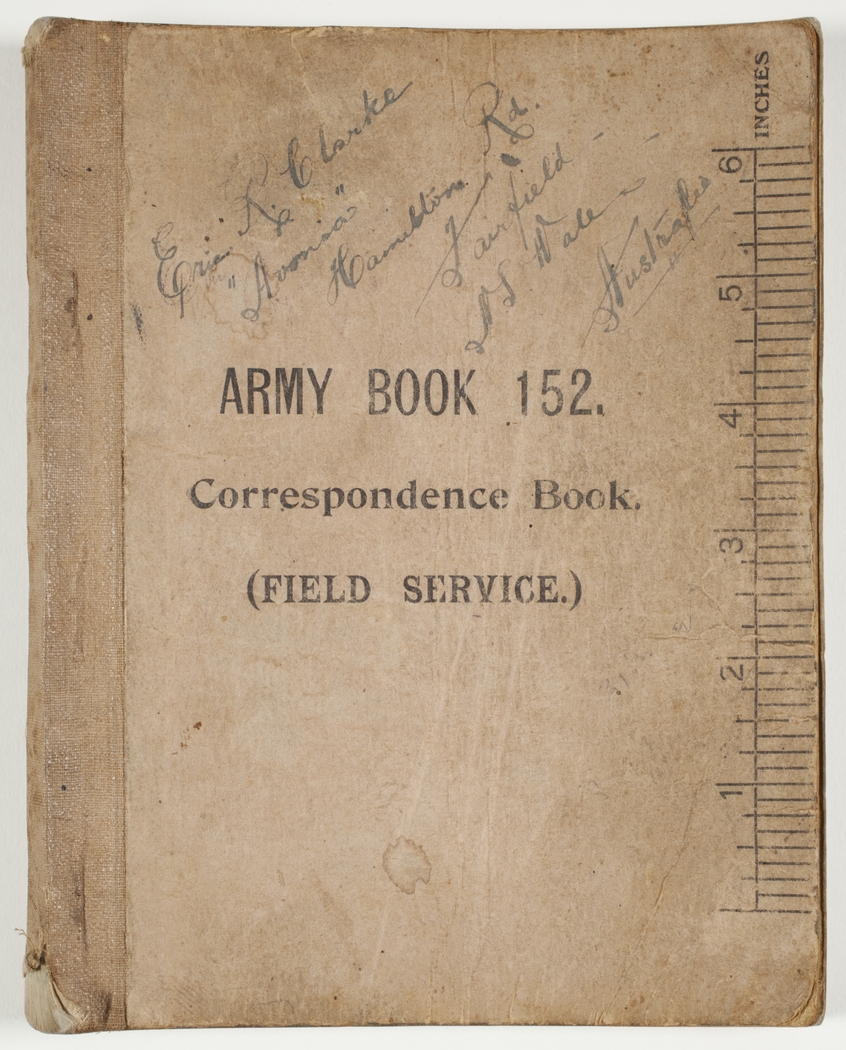 Eric R. Clarke
"Avonia"
Hamilton Rd.
Fairfield -
N S Wales -
Australia
ARMY BOOK 152.
Correspondence Book.
(FIELD SERVICE.)
INCHES
6
5
4
3
2
1